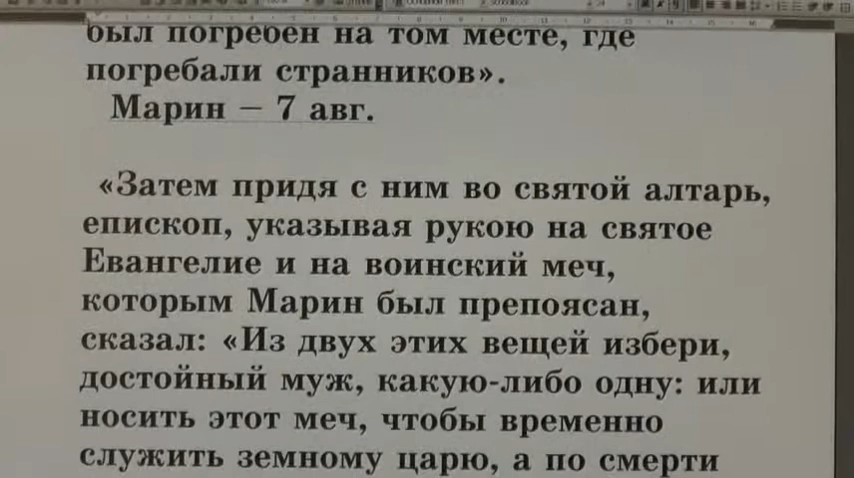 был погребен на том месте, где
погребали странников».
Марин – 7 авг.
«Затем придя с ним во святой алтарь,
епископ, указывая рукою на святое
Евангелие и на воинский меч,
которым Марин был препоясан,
сказал: «Из двух этих вещей избери,
достойный муж, какую-либо одну: или
носить этот меч, чтобы временно
служить земному царю, а по смерти